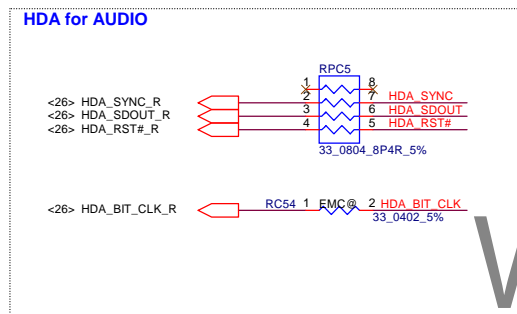 HDA for AUDIO
RPC5
1 8
<26> HDA_SYNC_R 2 7 HDA_SYNC
<26> HDA_SDOUT_R 3 6 HDA_SDOUT
<26> HDA_RST#_R 4 5 HDA_RST#
33_0804_8P4R_5%
<26> HDA_BIT_CLK_R RC54 1 EMC@ 2 HDA_BIT_CLK
33_0402_5%